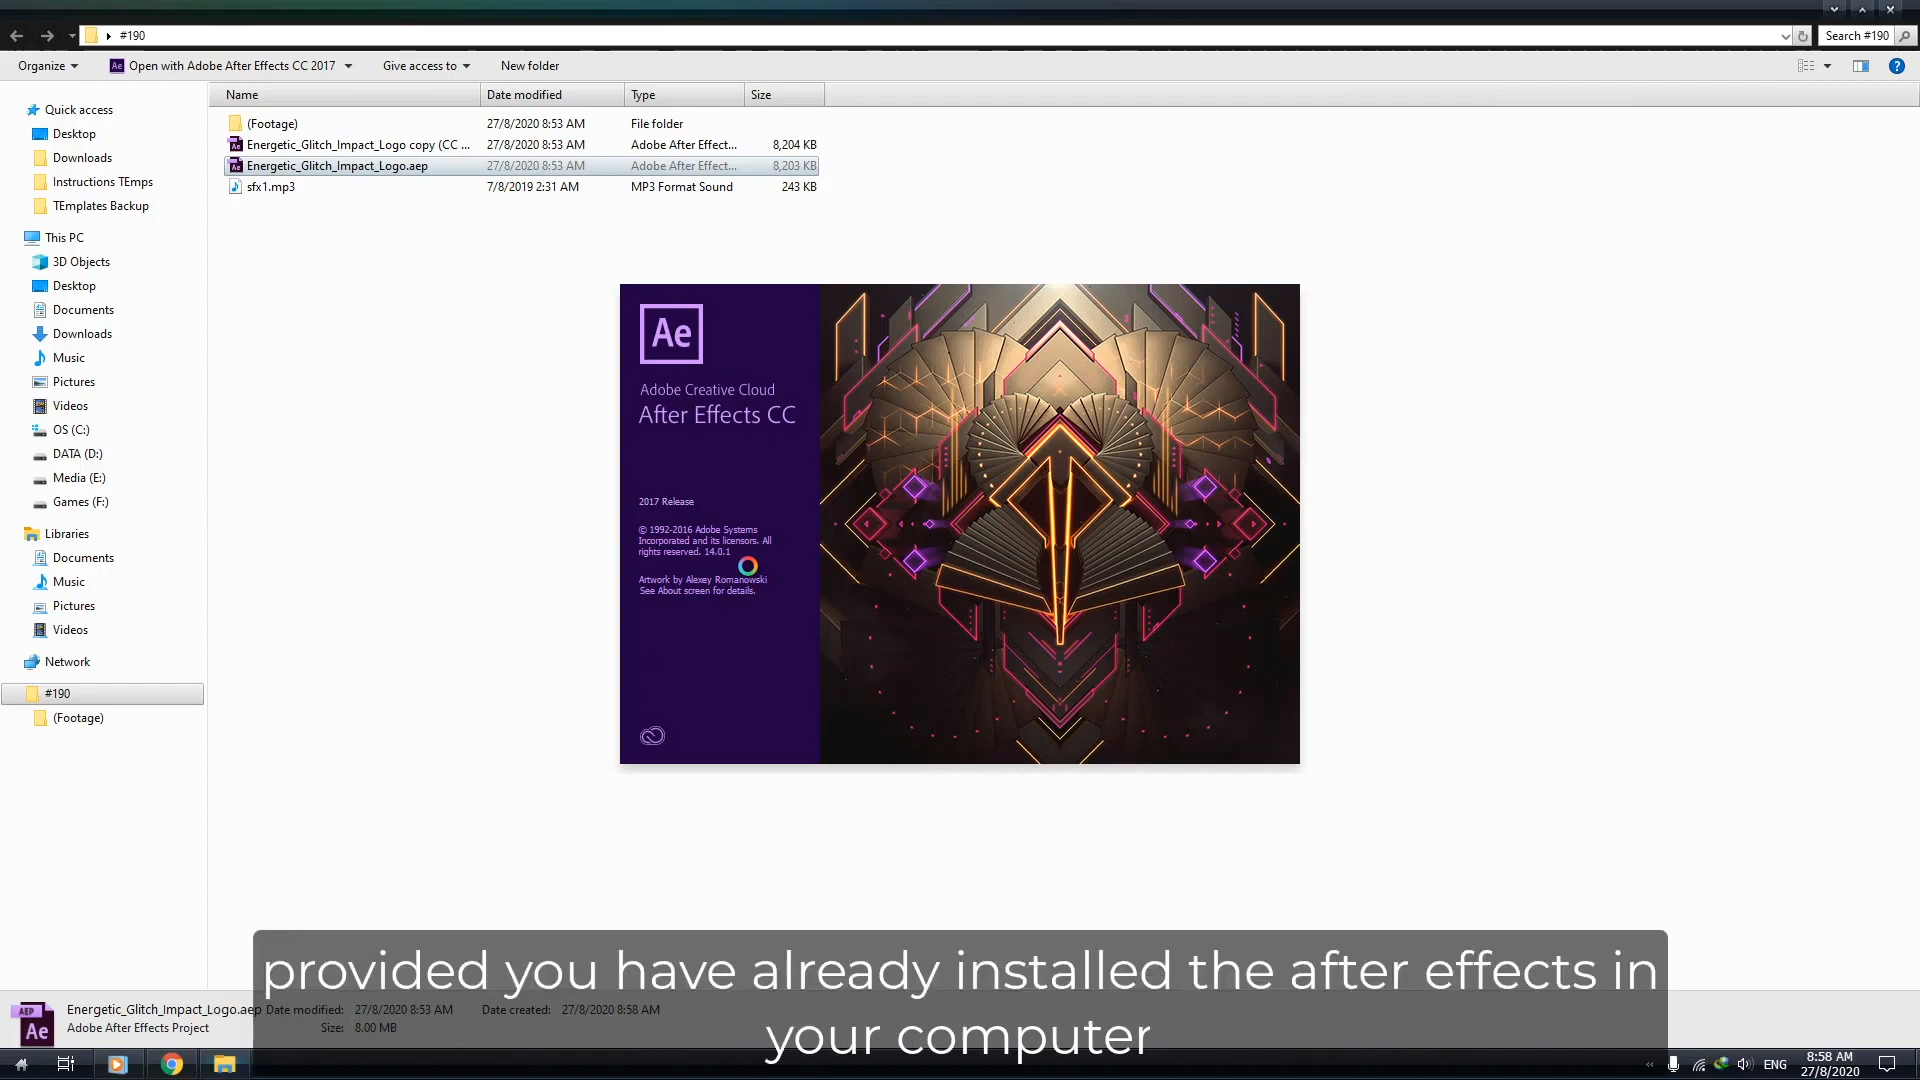 #190
Search #190
Organize
Open with Adobe After Effects CC 2017
Give access to
New folder
Name
Date modified
Type
Size
(Footage)
27/8/2020 8:53 AM
File folder
Energetic_Glitch_Impact_Logo copy (CC ...
27/8/2020 8:53 AM
Adobe After Effect...
8,204 KB
Energetic_Glitch_Impact_Logo.aep
27/8/2020 8:53 AM
Adobe After Effect...
8,203 KB
sfx1.mp3
7/8/2019 2:31 AM
MP3 Format Sound
243 KB
Quick access
Desktop
Downloads
Instructions TEmps
TEmplates Backup
This PC
3D Objects
Desktop
Documents
Downloads
Music
Pictures
Videos
OS (C:)
DATA (D:)
Media (E:)
Games (F:)
Libraries
Documents
Music
Pictures
Videos
Network
#190
(Footage)
Ae
Adobe Creative Cloud
After Effects CC
2017 Release
© 1992-2016 Adobe Systems
Incorporated and its licensors. All
rights reserved. 14.0.1
Artwork by Alexey Romanowski
See About screen for details.
provided you have already installed the after effects in
your computer
AEP
Ae
Energetic_Glitch_Impact_Logo.aep
Date modified: 27/8/2020 8:53 AM
Date created: 27/8/2020 8:58 AM
Adobe After Effects Project
Size: 8.00 MB
ENG
8:58 AM
27/8/2020